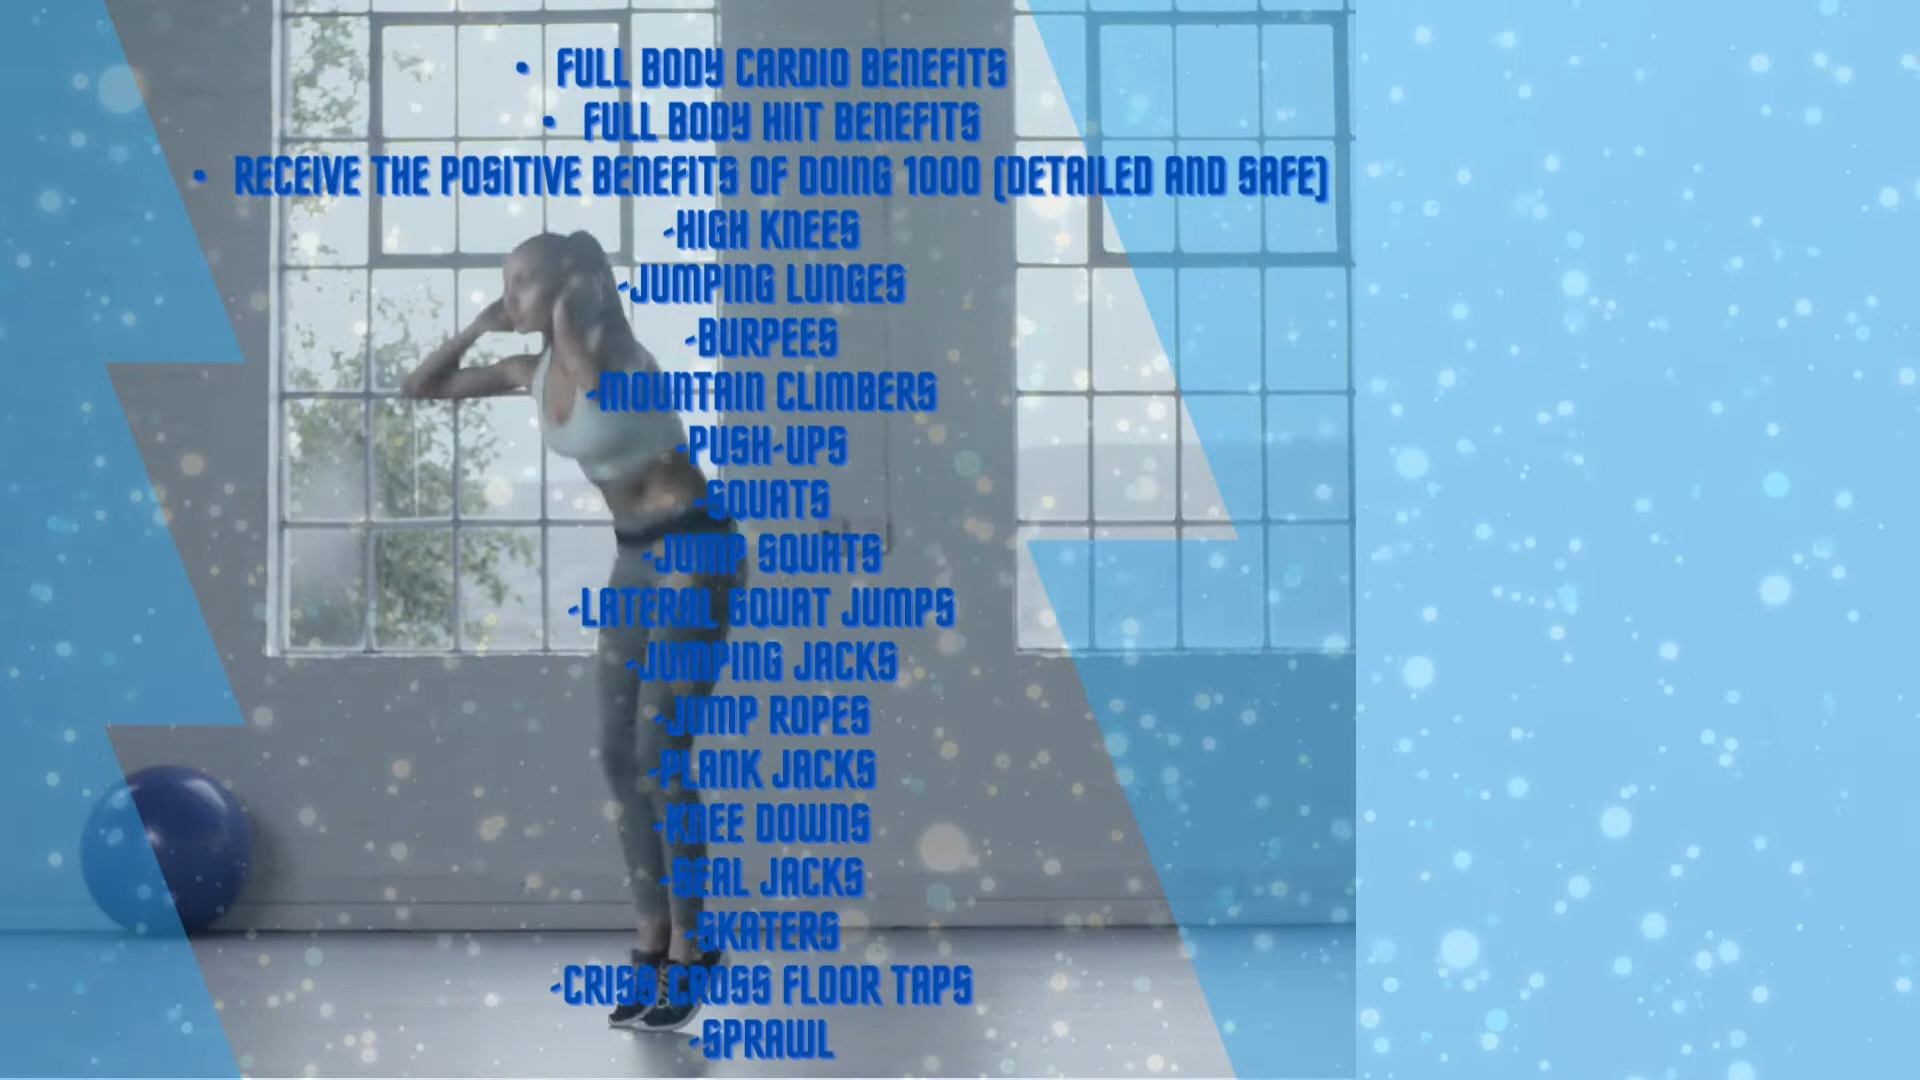 • FULL BODY CARDIO BENEFITS
• FULL BODY HIIT BENEFITS
• RECEIVE THE POSITIVE BENEFITS OF DOING 1000 (DETAILED AND SAFE)
-HIGH KNEES
-JUMPING LUNGES
-BURPEES
-MOUNTAIN CLIMBERS
-PUSH-UPS
-SQUATS
-JUMP SQUATS
-LATERAL SQUAT JUMPS
-JUMPING JACKS
-JUMP ROPES
-PLANK JACKS
-KNEE DOWNS
-SEAL JACKS
-SKATERS
-CRISS CROSS FLOOR TAPS
-SPRAWL